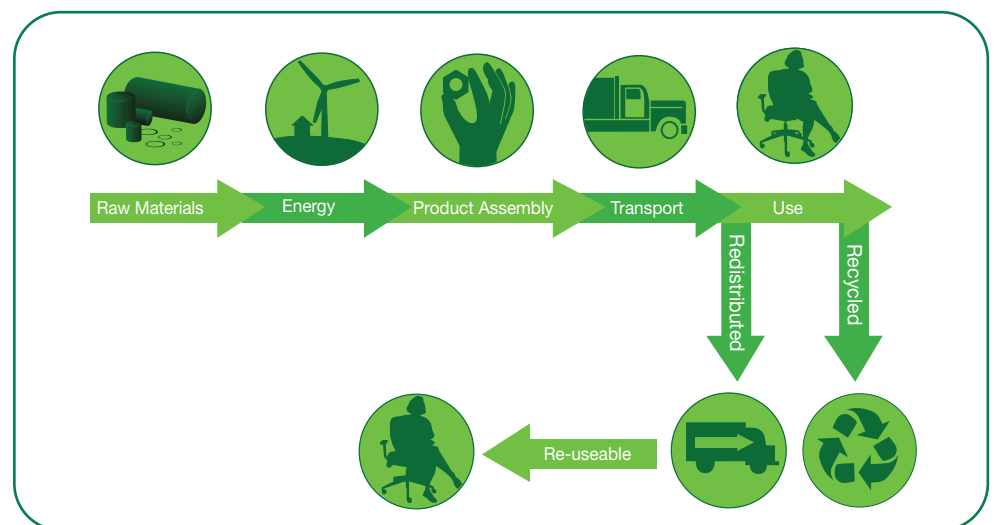 Raw Materials
Energy
Product Assembly
Transport
Use
Redistributed
Recycled
Re-useable